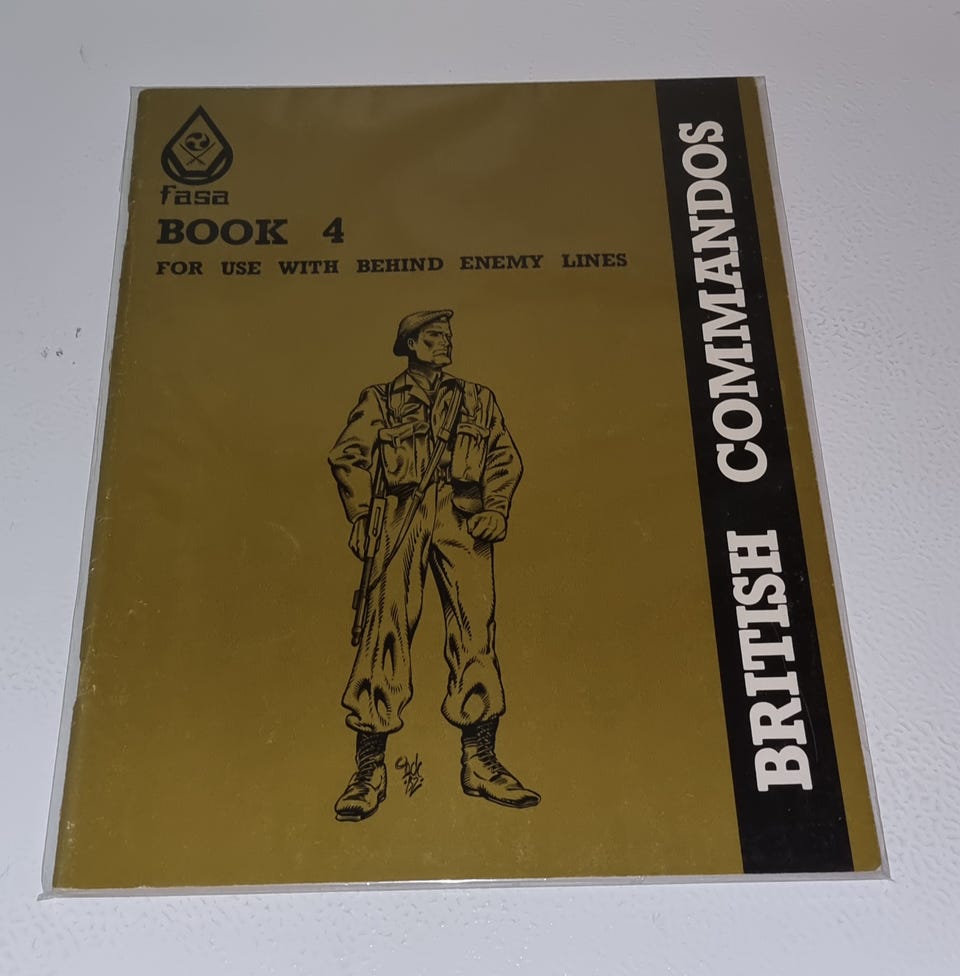 fasa
BOOK 4
FOR USE WITH BEHIND ENEMY LINES
BRITISH COMMANDOS